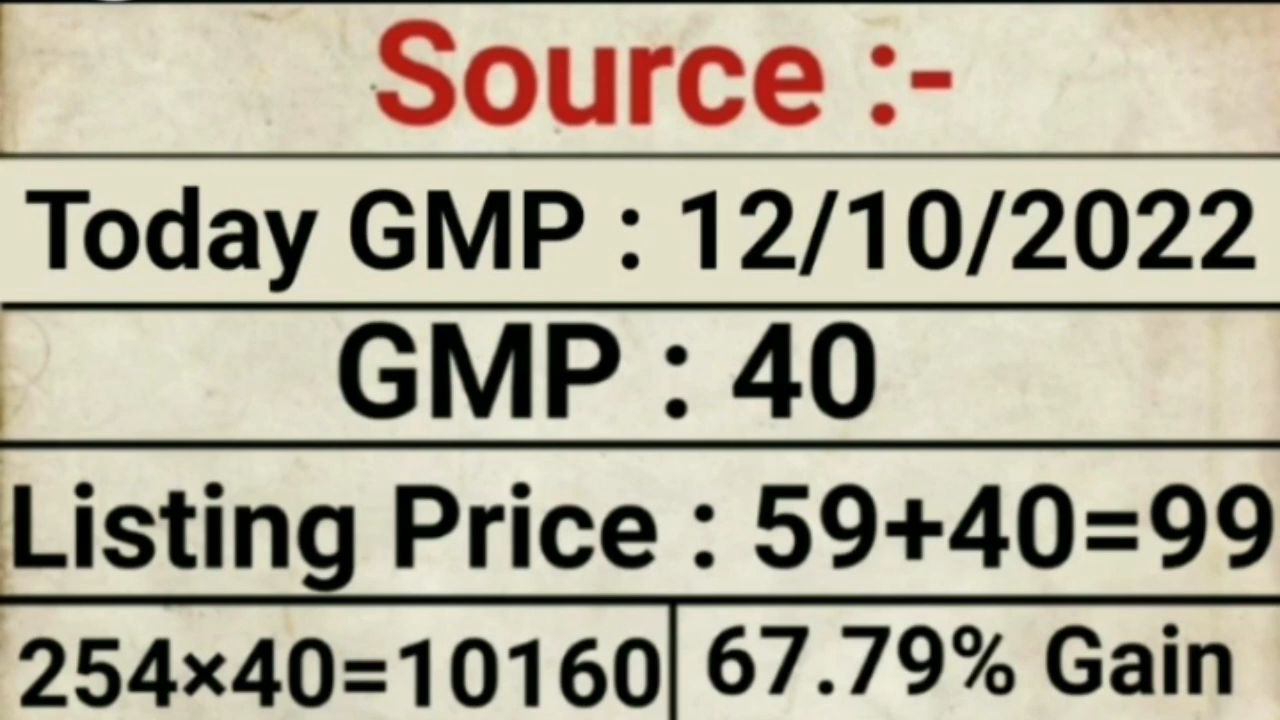 Source :-
Today GMP : 12/10/2022
GMP : 40
Listing Price : 59+40=99
254×40=10160
67.79% Gain